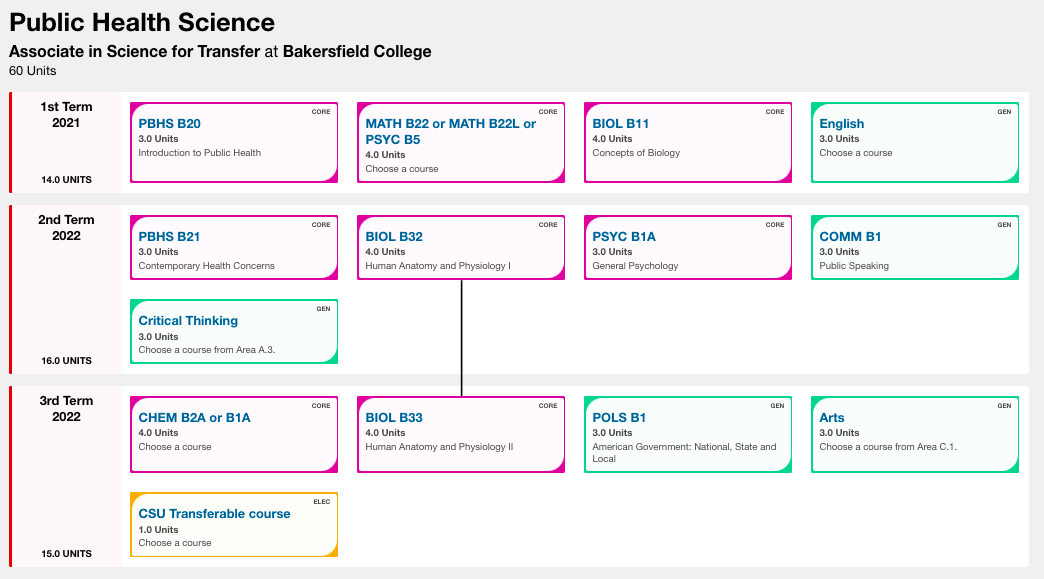 Public Health Science
Associate in Science for Transfer at Bakersfield College
60 Units
1st Term
2021
14.0 UNITS
CORE
PBHS B20
3.0 Units
Introduction to Public Health
CORE
MATH B22 or MATH B22L or
PSYC B5
4.0 Units
Choose a course
CORE
BIOL B11
4.0 Units
Concepts of Biology
GEN
English
3.0 Units
Choose a course
2nd Term
2022
16.0 UNITS
CORE
PBHS B21
3.0 Units
Contemporary Health Concerns
CORE
BIOL B32
4.0 Units
Human Anatomy and Physiology I
CORE
PSYC B1A
3.0 Units
General Psychology
GEN
COMM B1
3.0 Units
Public Speaking
GEN
Critical Thinking
3.0 Units
Choose a course from Area A.3.
3rd Term
2022
15.0 UNITS
CORE
CHEM B2A or B1A
4.0 Units
Choose a course
CORE
BIOL B33
4.0 Units
Human Anatomy and Physiology II
GEN
POLS B1
3.0 Units
American Government: National, State and
Local
GEN
Arts
3.0 Units
Choose a course from Area C.1.
ELEC
CSU Transferable course
1.0 Units
Choose a course